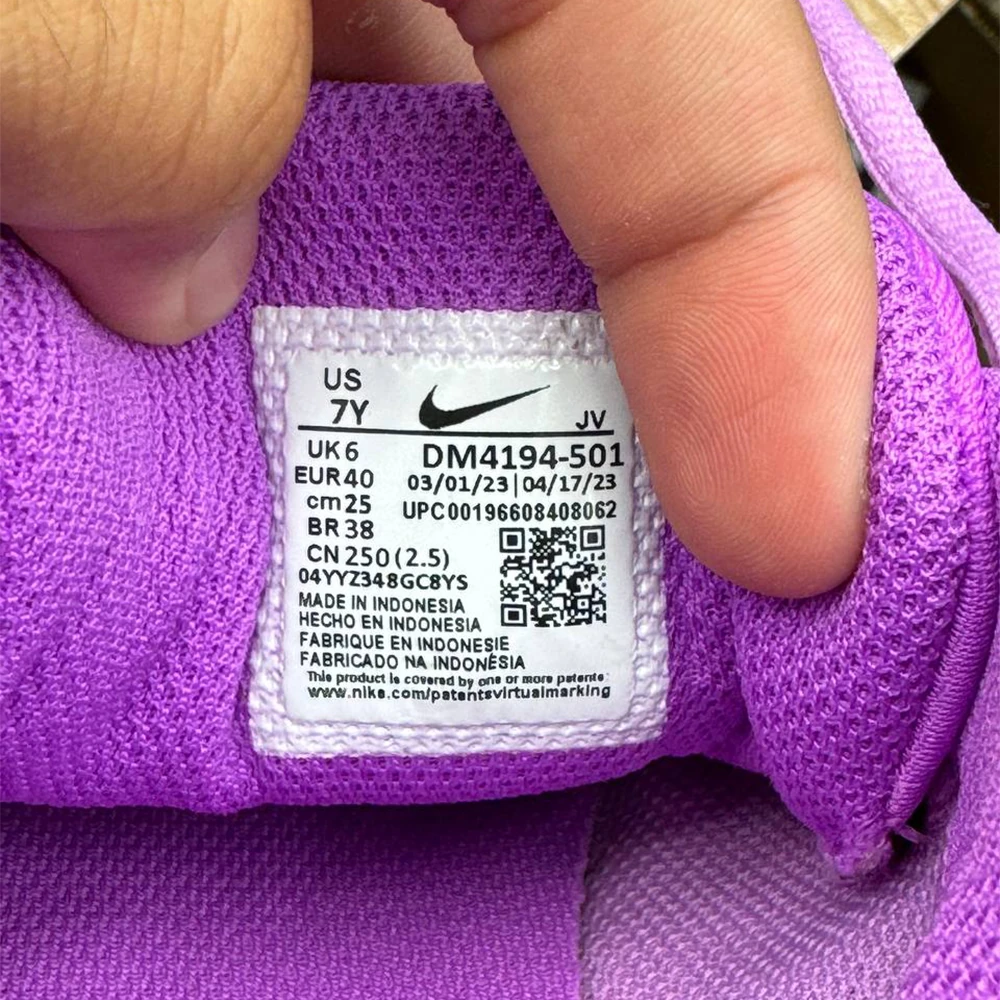 US
7Y
JV
UK 6
DM4194-501
EUR 40
03/01/23|04/17/23
cm 25
UPC00196608408062
BR 38
CN 250 (2.5)
04YYZ348GC8YS
MADE IN INDONESIA
HECHO EN INDONESIA
FABRIQUE EN INDONESIE
FABRICADO NA INDONÉSIA
This product is covered by one or more patents:
www.nike.com/patentsvirtualmarking